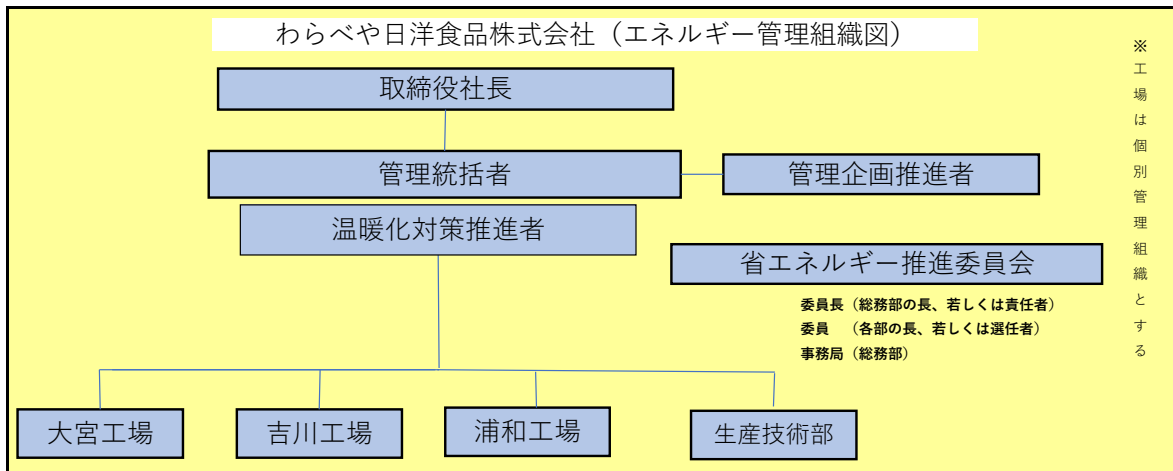 わらべや日洋食品株式会社（エネルギー管理組織図）
取締役社長
管理統括者
管理企画推進者
温暖化対策推進者
省エネルギー推進委員会
委員長（総務部の長、若しくは責任者）
委員　（各部の長、若しくは選任者）
事務局（総務部）
大宮工場
吉川工場
浦和工場
生産技術部
※工場は個別管理組織とする